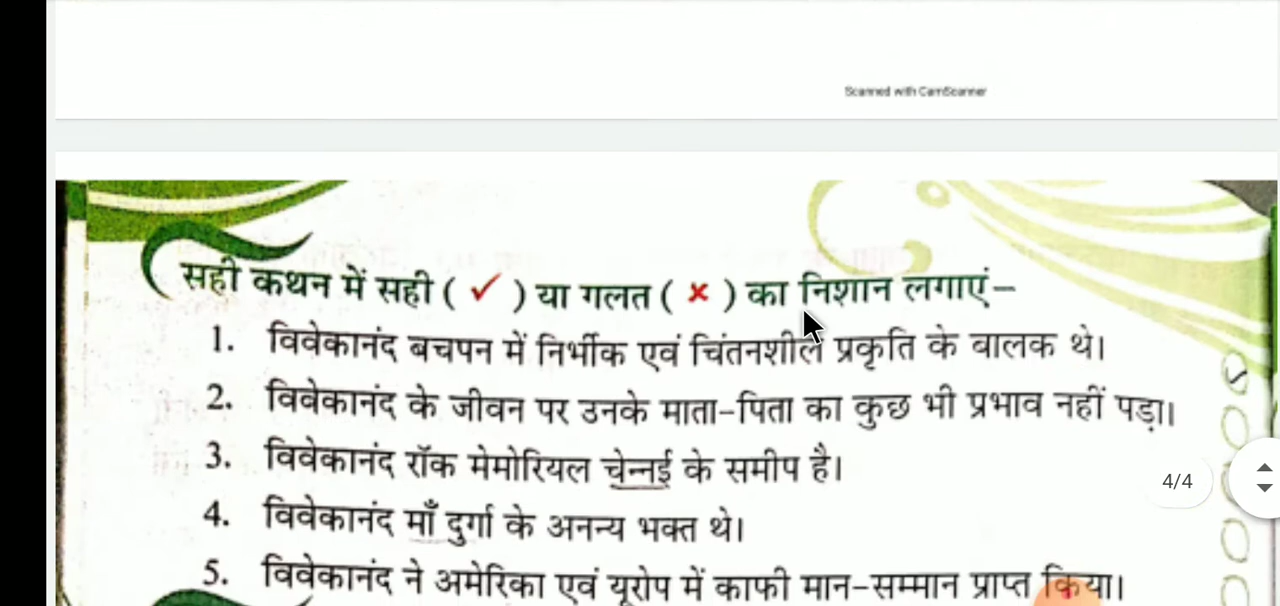 Scanned with CamScanner
सही कथन में सही ( ✓ ) या गलत ( × ) का निशान लगाएं–
1. विवेकानंद बचपन में निर्भीक एवं चिंतनशील प्रकृति के बालक थे।
2. विवेकानंद के जीवन पर उनके माता-पिता का कुछ भी प्रभाव नहीं पड़ा।
3. विवेकानंद रॉक मेमोरियल चेन्नई के समीप है।
4/4
4. विवेकानंद माँ दुर्गा के अनन्य भक्त थे।
5. विवेकानंद ने अमेरिका एवं यूरोप में काफी मान-सम्मान प्राप्त किया।